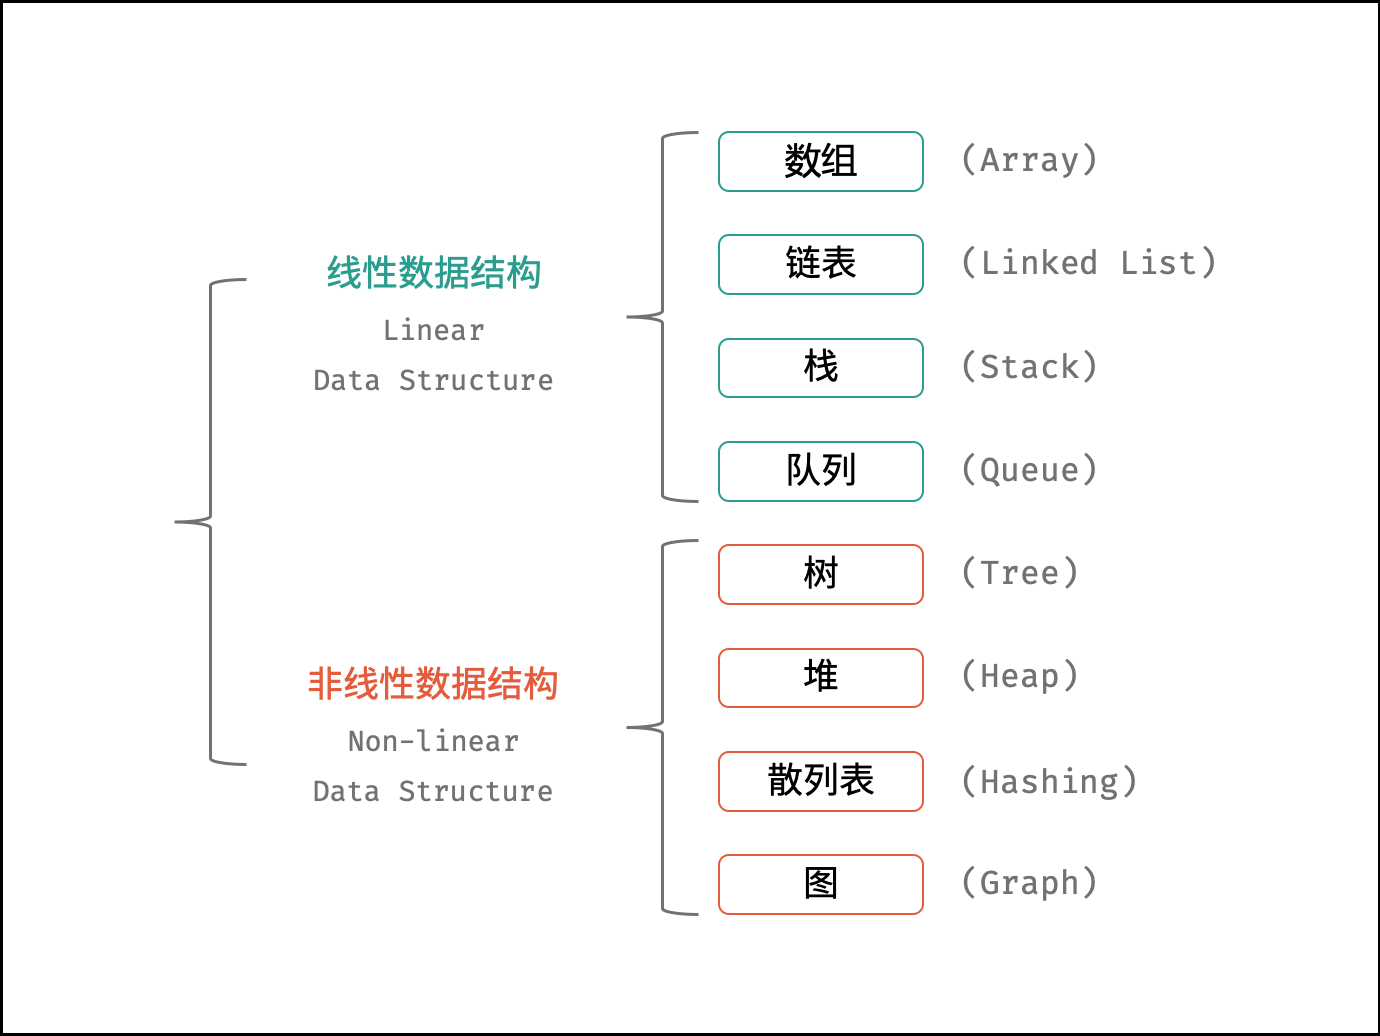 数组 (Array)
链表 (Linked List)
线性数据结构
Linear
Data Structure
栈 (Stack)
队列 (Queue)
树 (Tree)
堆 (Heap)
非线性数据结构
Non-linear
Data Structure
散列表 (Hashing)
图 (Graph)